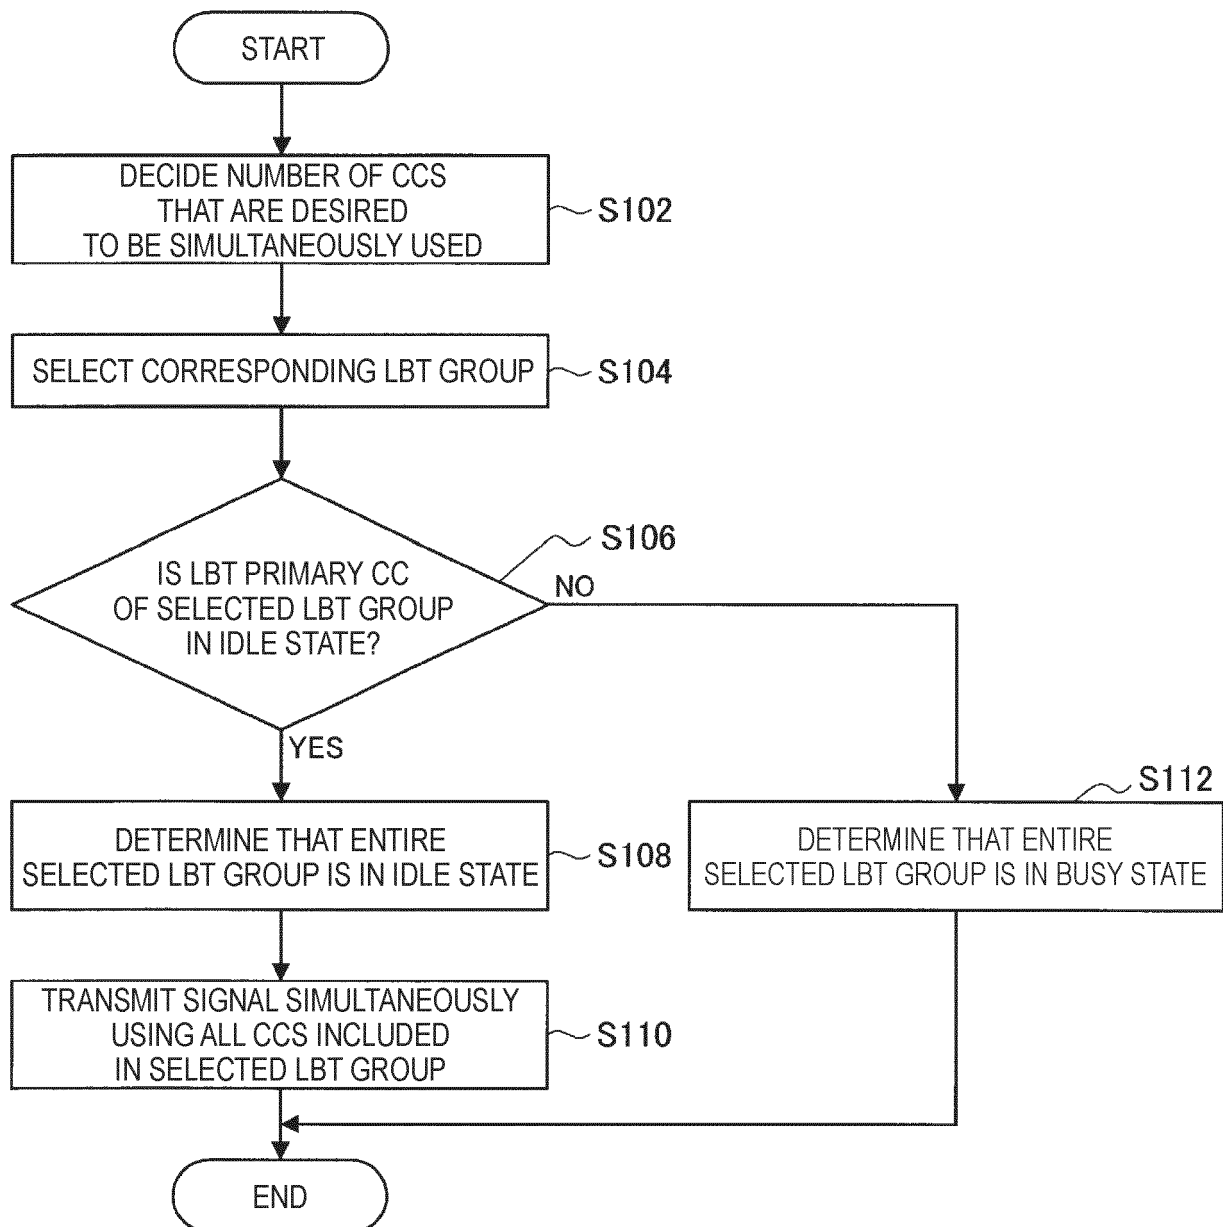 START
DECIDE NUMBER OF CCS
THAT ARE DESIRED
TO BE SIMULTANEOUSLY USED
S102
SELECT CORRESPONDING LBT GROUP
S104
IS LBT PRIMARY CC
OF SELECTED LBT GROUP
IN IDLE STATE?
S106
NO
YES
DETERMINE THAT ENTIRE
SELECTED LBT GROUP IS IN IDLE STATE
S108
S112
DETERMINE THAT ENTIRE
SELECTED LBT GROUP IS IN BUSY STATE
TRANSMIT SIGNAL SIMULTANEOUSLY
USING ALL CCS INCLUDED
IN SELECTED LBT GROUP
S110
END